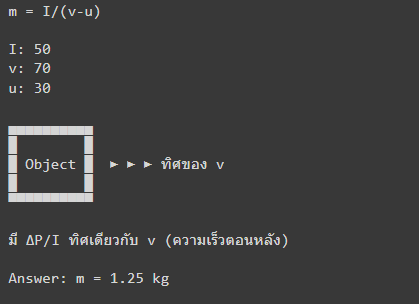 m = I/(v-u)
I: 50
v: 70
u: 30
Object ► ► ► ทิศของ v
มี ΔP/I ทิศเดียวกับ v (ความเร็วตอนหลัง)
Answer: m = 1.25 kg